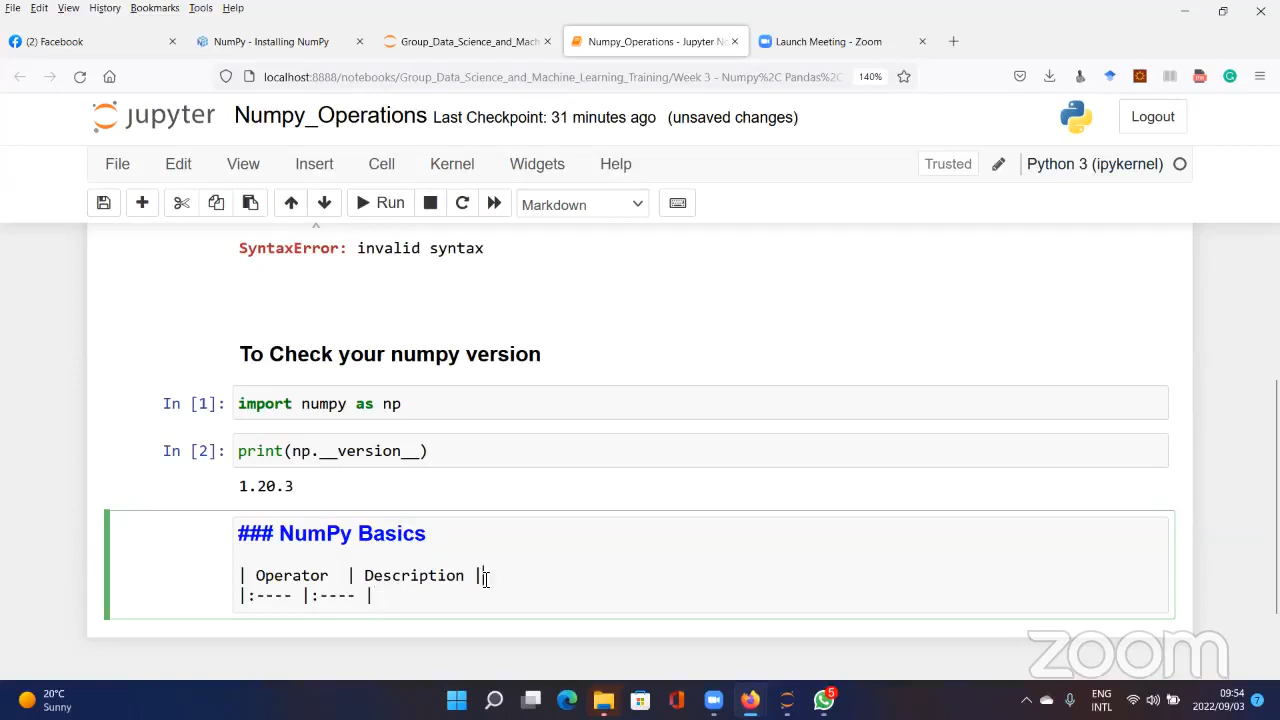 File Edit View History Bookmarks Tools Help
(2) Facebook
NumPy - Installing NumPy
Group_Data_Science_and_Mach
Numpy_Operations - Jupyter No
Launch Meeting - Zoom
localhost:8888/notebooks/Group_Data_Science_and_Machine_Learning_Training/Week 3 - Numpy%2C Pandas%2C
140%
jupyter Numpy_Operations Last Checkpoint: 31 minutes ago (unsaved changes)
Logout
File Edit View Insert Cell Kernel Widgets Help
Trusted
Python 3 (ipykernel)
Run
Markdown
^
SyntaxError: invalid syntax
To Check your numpy version
In [1]: import numpy as np
In [2]: print(np.__version__)
1.20.3
### NumPy Basics
| Operator | Description |
|:---- |:---- |
zoom
20°C
Sunny
5
ENG
INTL
09:54
2022/09/03
7